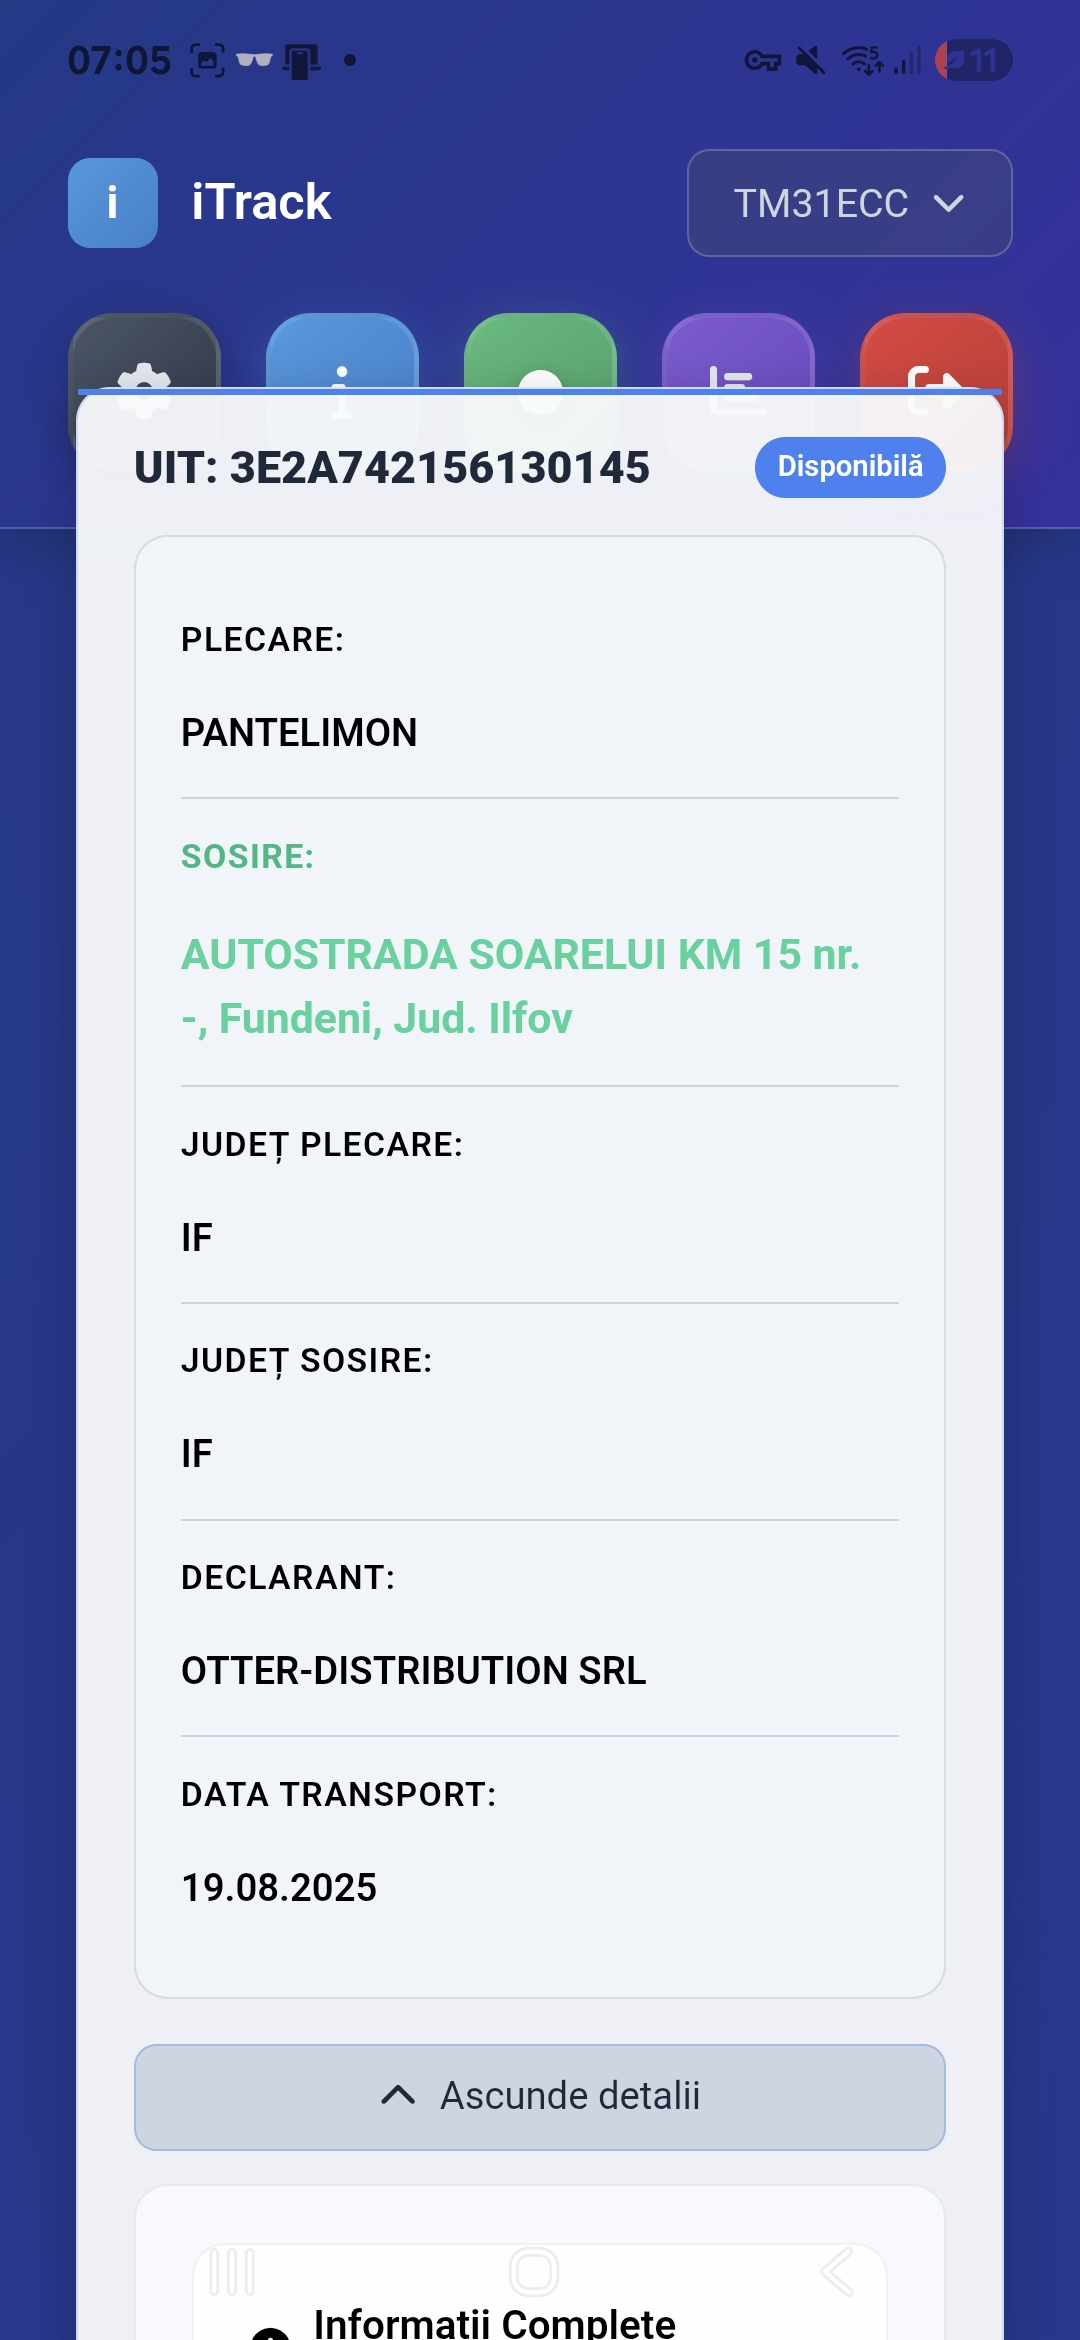 07:05
5
11
i
iTrack
TM31ECC
UIT: 3E2A742156130145
Disponibilă
PLECARE:
PANTELIMON
SOSIRE:
AUTOSTRADA SOARELUI KM 15 nr.
-, Fundeni, Jud. Ilfov
JUDEȚ PLECARE:
IF
JUDEȚ SOSIRE:
IF
DECLARANT:
OTTER-DISTRIBUTION SRL
DATA TRANSPORT:
19.08.2025
Ascunde detalii
Informatii Complete